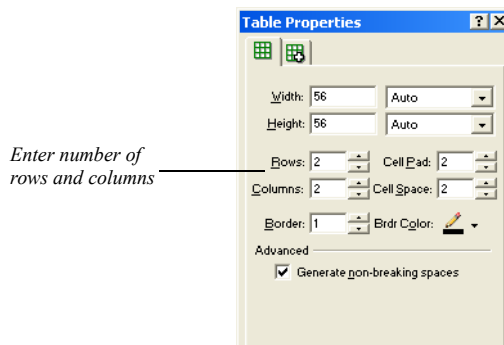 Table Properties
Width: 56 Auto
Height: 56 Auto
Enter number of
rows and columns
Rows: 2 Cell Pad: 2
Columns: 2 Cell Space: 2
Border: 1 Brdr Color:
Advanced
Generate non-breaking spaces